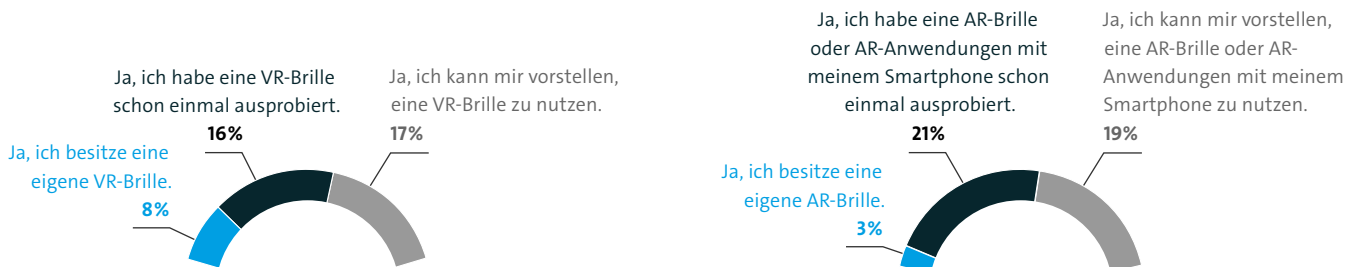 Ja, ich habe eine VR-Brille
schon einmal ausprobiert.
16%
Ja, ich kann mir vorstellen,
eine VR-Brille zu nutzen.
17%
Ja, ich besitze eine
eigene VR-Brille.
8%
Ja, ich habe eine AR-Brille
oder AR-Anwendungen mit
meinem Smartphone schon
einmal ausprobiert.
21%
Ja, ich kann mir vorstellen,
eine AR-Brille oder AR-
Anwendungen mit meinem
Smartphone zu nutzen.
19%
Ja, ich besitze eine
eigene AR-Brille.
3%